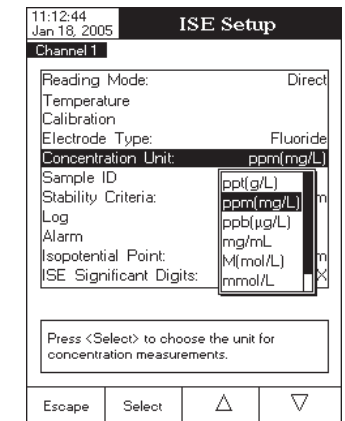 11:12:44
Jan 18, 2005
ISE Setup
Channel 1
Reading Mode: Direct
Temperature
Calibration
Electrode Type: Fluoride
Concentration Unit: ppm(mg/L)
Sample ID
Stability Criteria: m
Log
Alarm
Isopotential Point: m
ISE Significant Digits: X
ppt(g/L)
ppm(mg/L)
ppb(µg/L)
mg/mL
M(mol/L)
mmol/L
Press <Select> to choose the unit for
concentration measurements.
Escape Select △ ▽